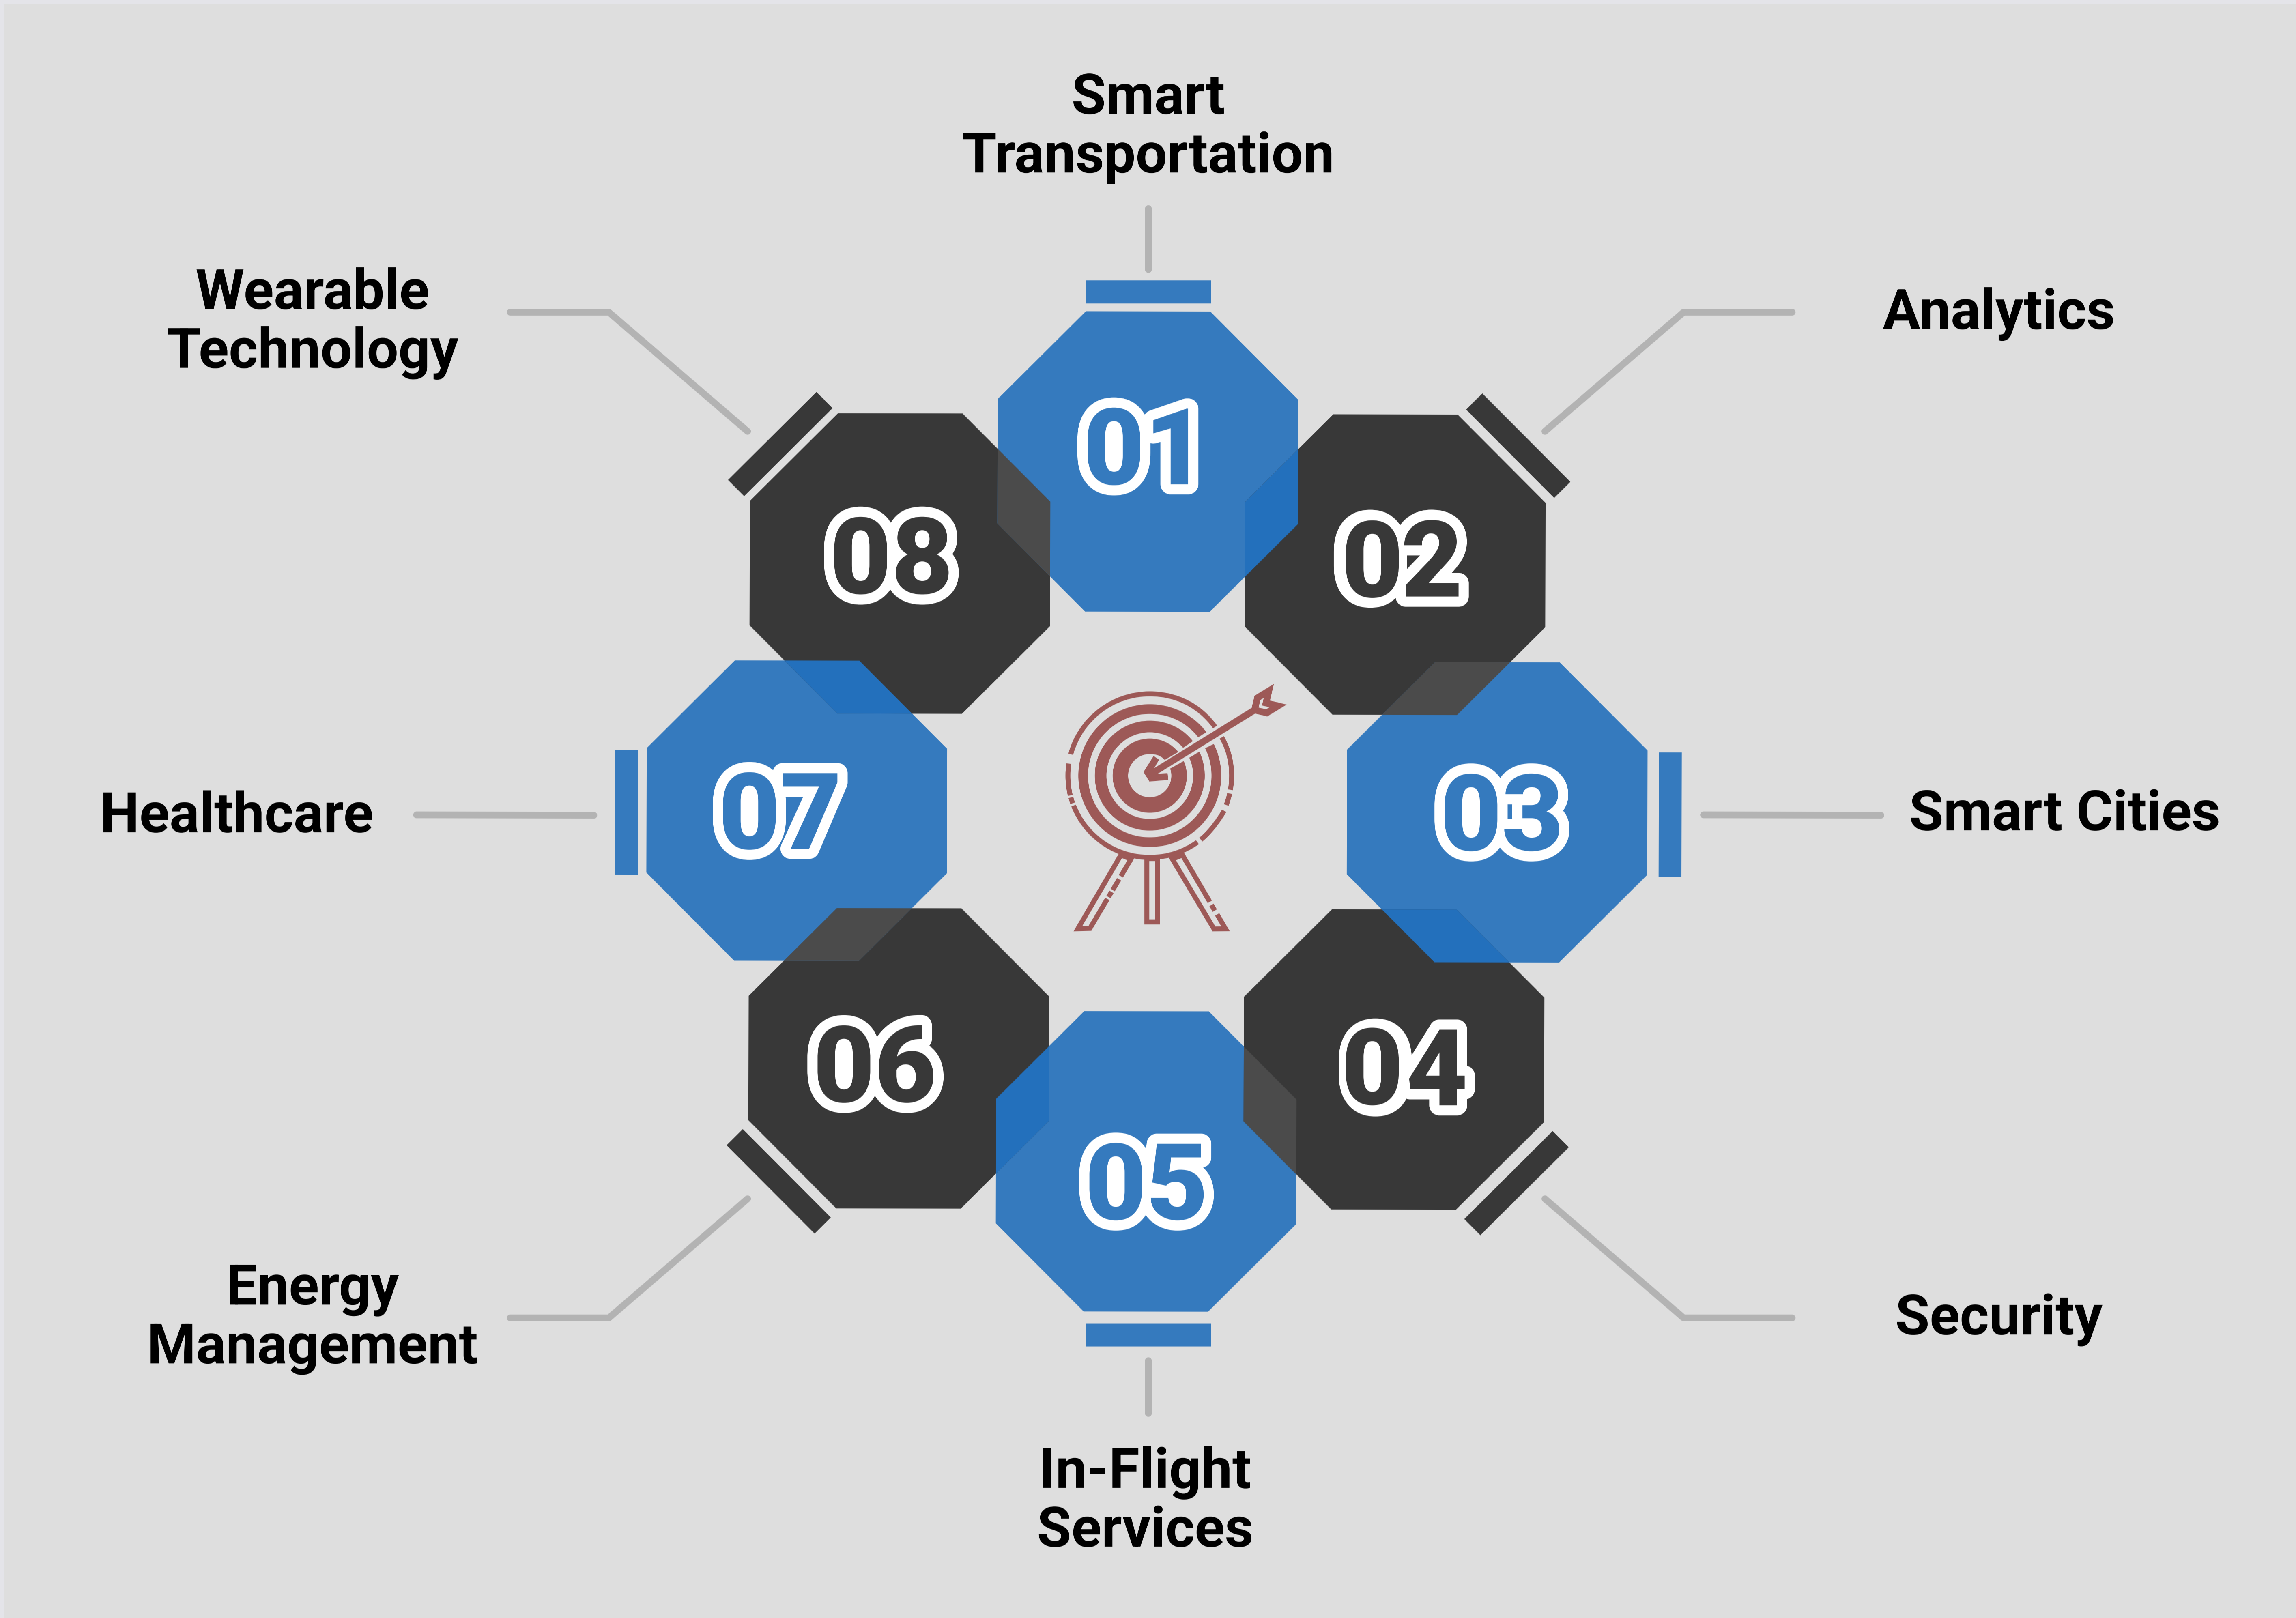 Smart
Transportation
01
Analytics
02
Smart Cities
03
Security
04
In-Flight
Services
05
Energy
Management
06
Healthcare
07
Wearable
Technology
08